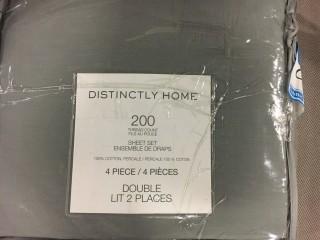 DISTINCTLY HOME
200
THREAD COUNT
FILS AU POUCE
SHEET SET
ENSEMBLE DE DRAPS
100% COTTON, PERCALE / PERCALE 100 % COTON
4 PIECE / 4 PIÈCES
DOUBLE
LIT 2 PLACES